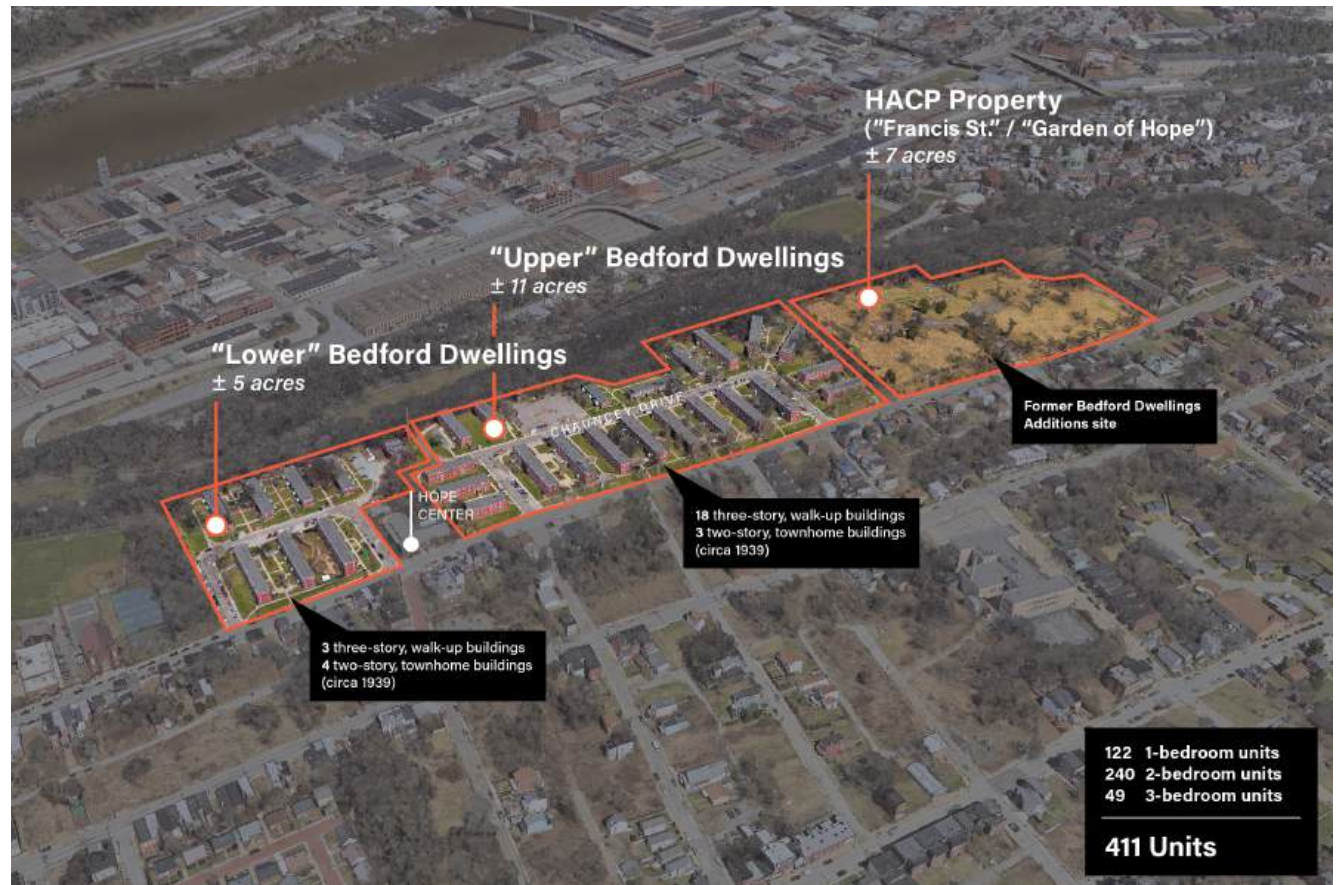 HACP Property
("Francis St." / "Garden of Hope")
± 7 acres
"Upper" Bedford Dwellings
± 11 acres
"Lower" Bedford Dwellings
± 5 acres
CHAUNCEY DRIVE
Former Bedford Dwellings
Additions site
HOPE
CENTER
18 three-story, walk-up buildings
3 two-story, townhome buildings
(circa 1939)
3 three-story, walk-up buildings
4 two-story, townhome buildings
(circa 1939)
122 1-bedroom units
240 2-bedroom units
49 3-bedroom units
411 Units